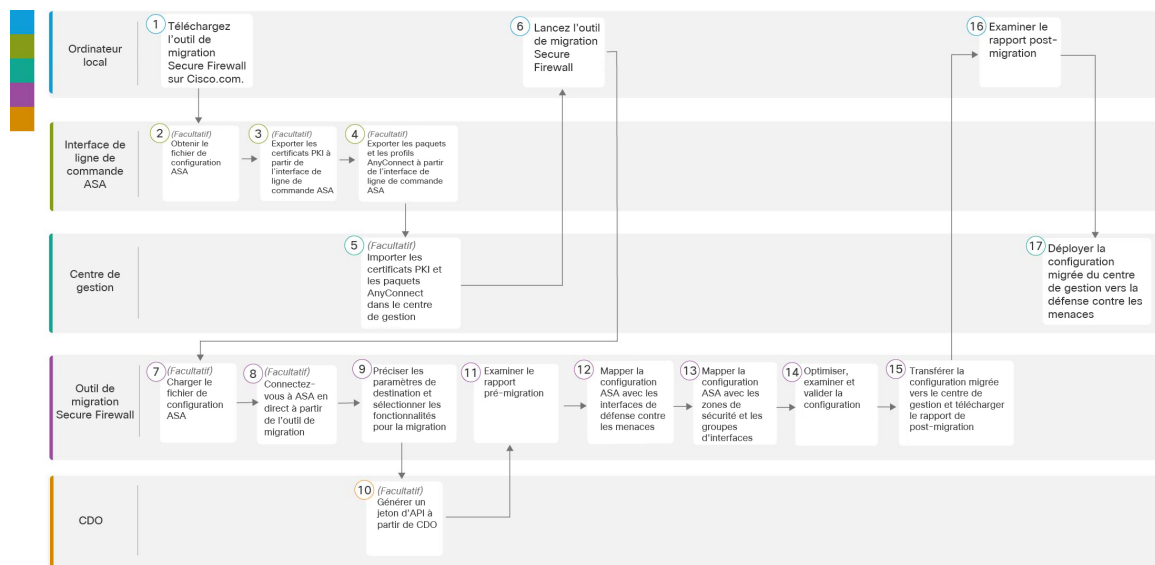 Ordinateur
local
1
Téléchargez
l'outil de
migration
Secure Firewall
sur Cisco.com.
6
Lancez l'outil
de migration
Secure
Firewall
16
Examiner le
rapport post-
migration
Interface de
ligne de
commande
ASA
2
(Facultatif)
Obtenir le
fichier de
configuration
ASA
3
(Facultatif)
Exporter les
certificats PKI à
partir de
l'interface de
ligne de
commande ASA
4
(Facultatif)
Exporter les paquets
et les profils
AnyConnect à partir
de l'interface de
ligne de commande
ASA
Centre de
gestion
5
(Facultatif)
Importer les
certificats PKI et
les paquets
AnyConnect
dans le centre
de gestion
17
Déployer la
configuration
migrée du centre
de gestion vers la
défense contre les
menaces
Outil de
migration
Secure Firewall
7
(Facultatif)
Charger le
fichier de
configuration
ASA
8
(Facultatif)
Connectez-
vous à ASA en
direct à partir
de l'outil de
migration
9
Préciser les
paramètres de
destination et
sélectionner les
fonctionnalités
pour la migration
11
Examiner le
rapport
pré-migration
12
Mapper la
configuration
ASA avec les
interfaces de
défense contre
les menaces
13
Mapper la
configuration
ASA avec les
zones de
sécurité et les
groupes
d'interfaces
14
Optimiser,
examiner et
valider la
configuration
15
Transférer la
configuration migrée
vers le centre de
gestion et télécharger
le rapport de
post-migration
CDO
10
(Facultatif)
Générer un
jeton d'API à
partir de CDO